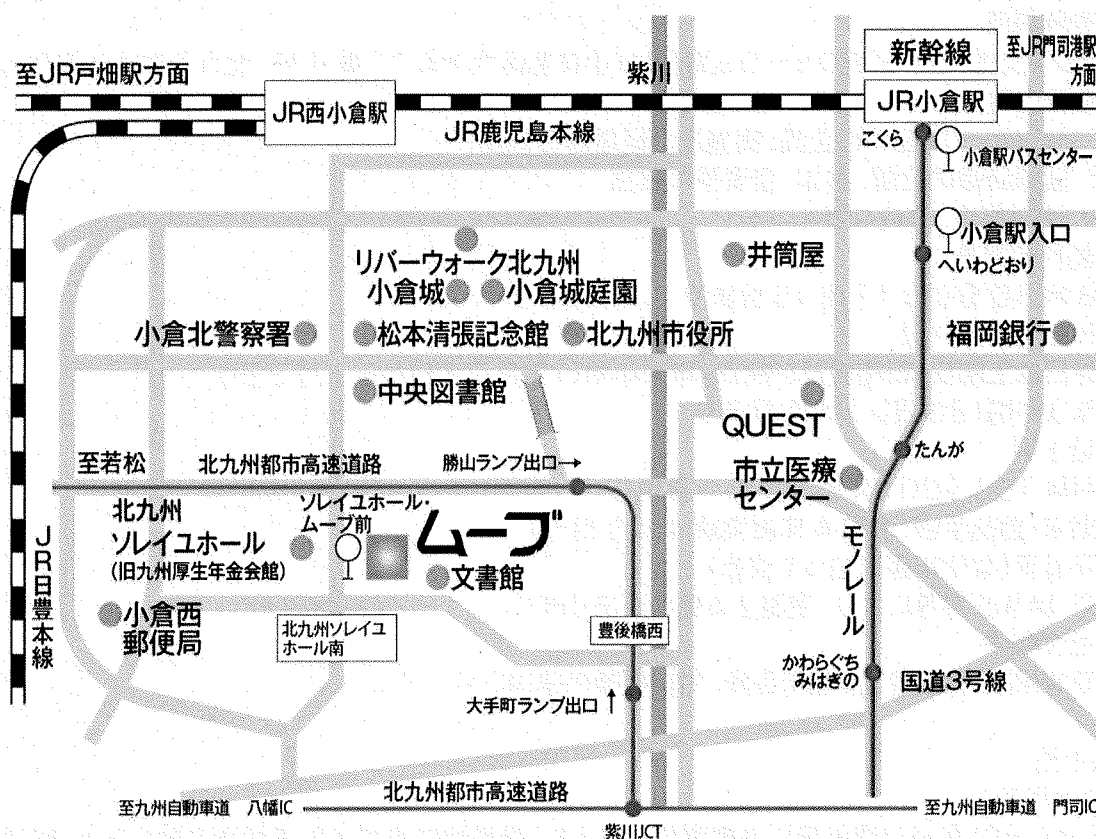 新幹線
至JR門司港駅
方面
至JR戸畑駅方面
紫川
JR西小倉駅
JR小倉駅
JR鹿児島本線
こくら
小倉駅バスセンター
小倉駅入口
へいわどおり
リバーウォーク北九州
井筒屋
小倉城
小倉城庭園
小倉北警察署
松本清張記念館
北九州市役所
福岡銀行
中央図書館
QUEST
たんが
至若松
北九州都市高速道路
勝山ランプ出口→
市立医療
センター
北九州
ソレイユホール
(旧九州厚生年金会館)
ソレイユホール・
ムーブ前
ムーブ
文書館
JR日豊本線
モノレール
小倉西
郵便局
北九州ソレイユ
ホール南
豊後橋西
かわらぐち
みはぎの
国道3号線
大手町ランプ出口↑
北九州都市高速道路
至九州自動車道 八幡IC
至九州自動車道 門司IC
紫川JCT